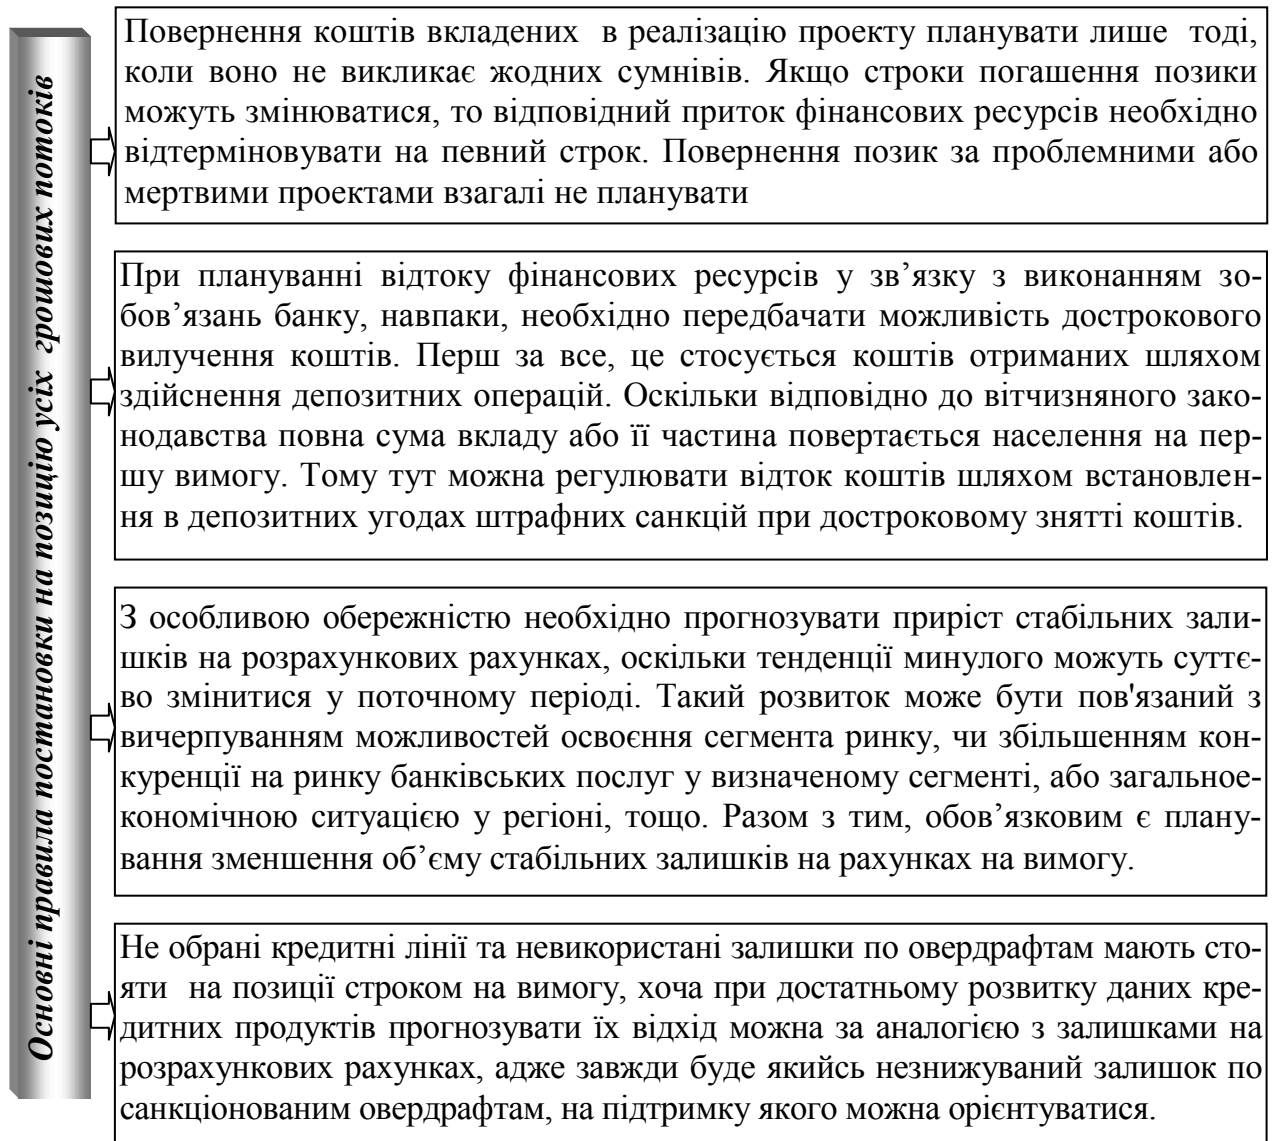 Основні правила постановки на позицію усіх грошових потоків
Повернення коштів вкладених в реалізацію проекту планувати лише тоді,
коли воно не викликає жодних сумнівів. Якщо строки погашення позики
можуть змінюватися, то відповідний приток фінансових ресурсів необхідно
відтерміновувати на певний строк. Повернення позик за проблемними або
мертвими проектами взагалі не планувати
При плануванні відтоку фінансових ресурсів у зв’язку з виконанням зо-
бов’язань банку, навпаки, необхідно передбачати можливість дострокового
вилучення коштів. Перш за все, це стосується коштів отриманих шляхом
здійснення депозитних операцій. Оскільки відповідно до вітчизняного зако-
нодавства повна сума вкладу або її частина повертається населення на пер-
шу вимогу. Тому тут можна регулювати відток коштів шляхом встановлен-
ня в депозитних угодах штрафних санкцій при достроковому знятті коштів.
З особливою обережністю необхідно прогнозувати приріст стабільних зали-
шків на розрахункових рахунках, оскільки тенденції минулого можуть суттє-
во змінитися у поточному періоді. Такий розвиток може бути пов'язаний з
вичерпуванням можливостей освоєння сегмента ринку, чи збільшенням кон-
куренції на ринку банківських послуг у визначеному сегменті, або загальное-
кономічною ситуацією у регіоні, тощо. Разом з тим, обов’язковим є плану-
вання зменшення об’єму стабільних залишків на рахунках на вимогу.
Не обрані кредитні лінії та невикористані залишки по овердрафтам мають сто-
яти на позиції строком на вимогу, хоча при достатньому розвитку даних кре-
дитних продуктів прогнозувати їх відхід можна за аналогією з залишками на
розрахункових рахунках, адже завжди буде якийсь незнижуваний залишок по
санкціонованим овердрафтам, на підтримку якого можна орієнтуватися.